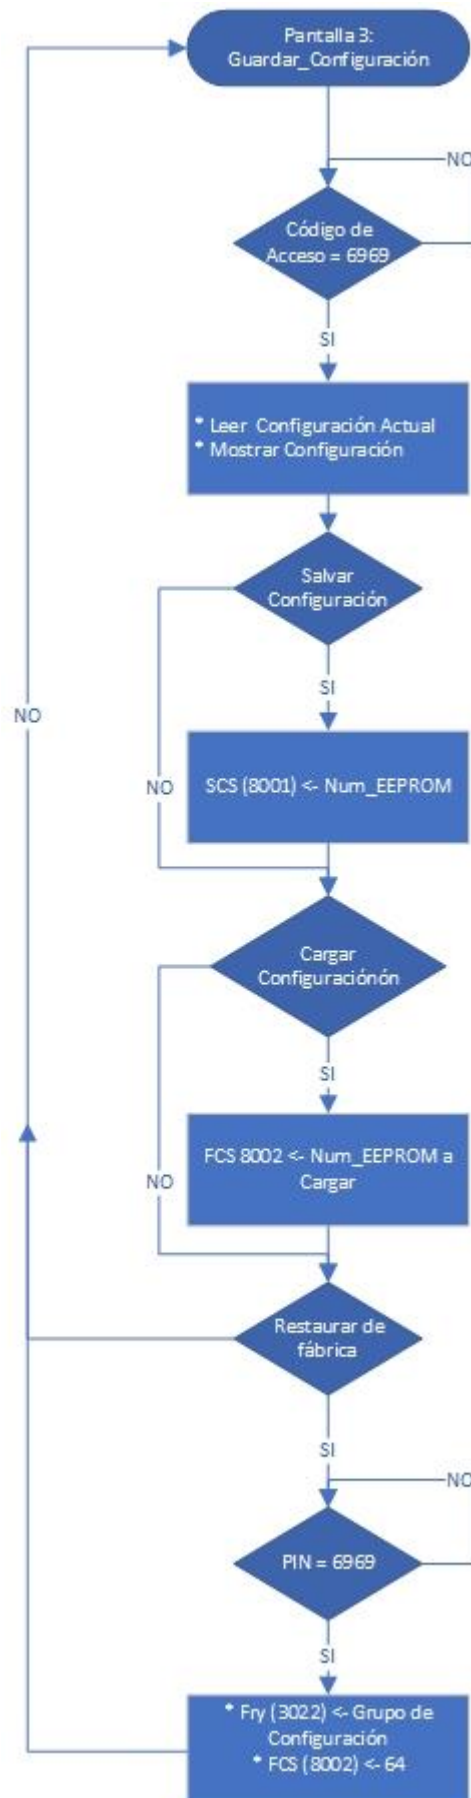 Pantalla 3:
Guardar_Configuración
NO
Código de
Acceso = 6969
SI
* Leer Configuración Actual
* Mostrar Configuración
Salvar
Configuración
SI
NO
NO
SCS (8001) <- Num_EEPROM
Cargar
Configuraciónón
SI
NO
FCS 8002 <- Num_EEPROM a
Cargar
Restaurar de
fábrica
SI
NO
PIN = 6969
SI
* Fry (3022) <- Grupo de
Configuración
* FCS (8002) <- 64